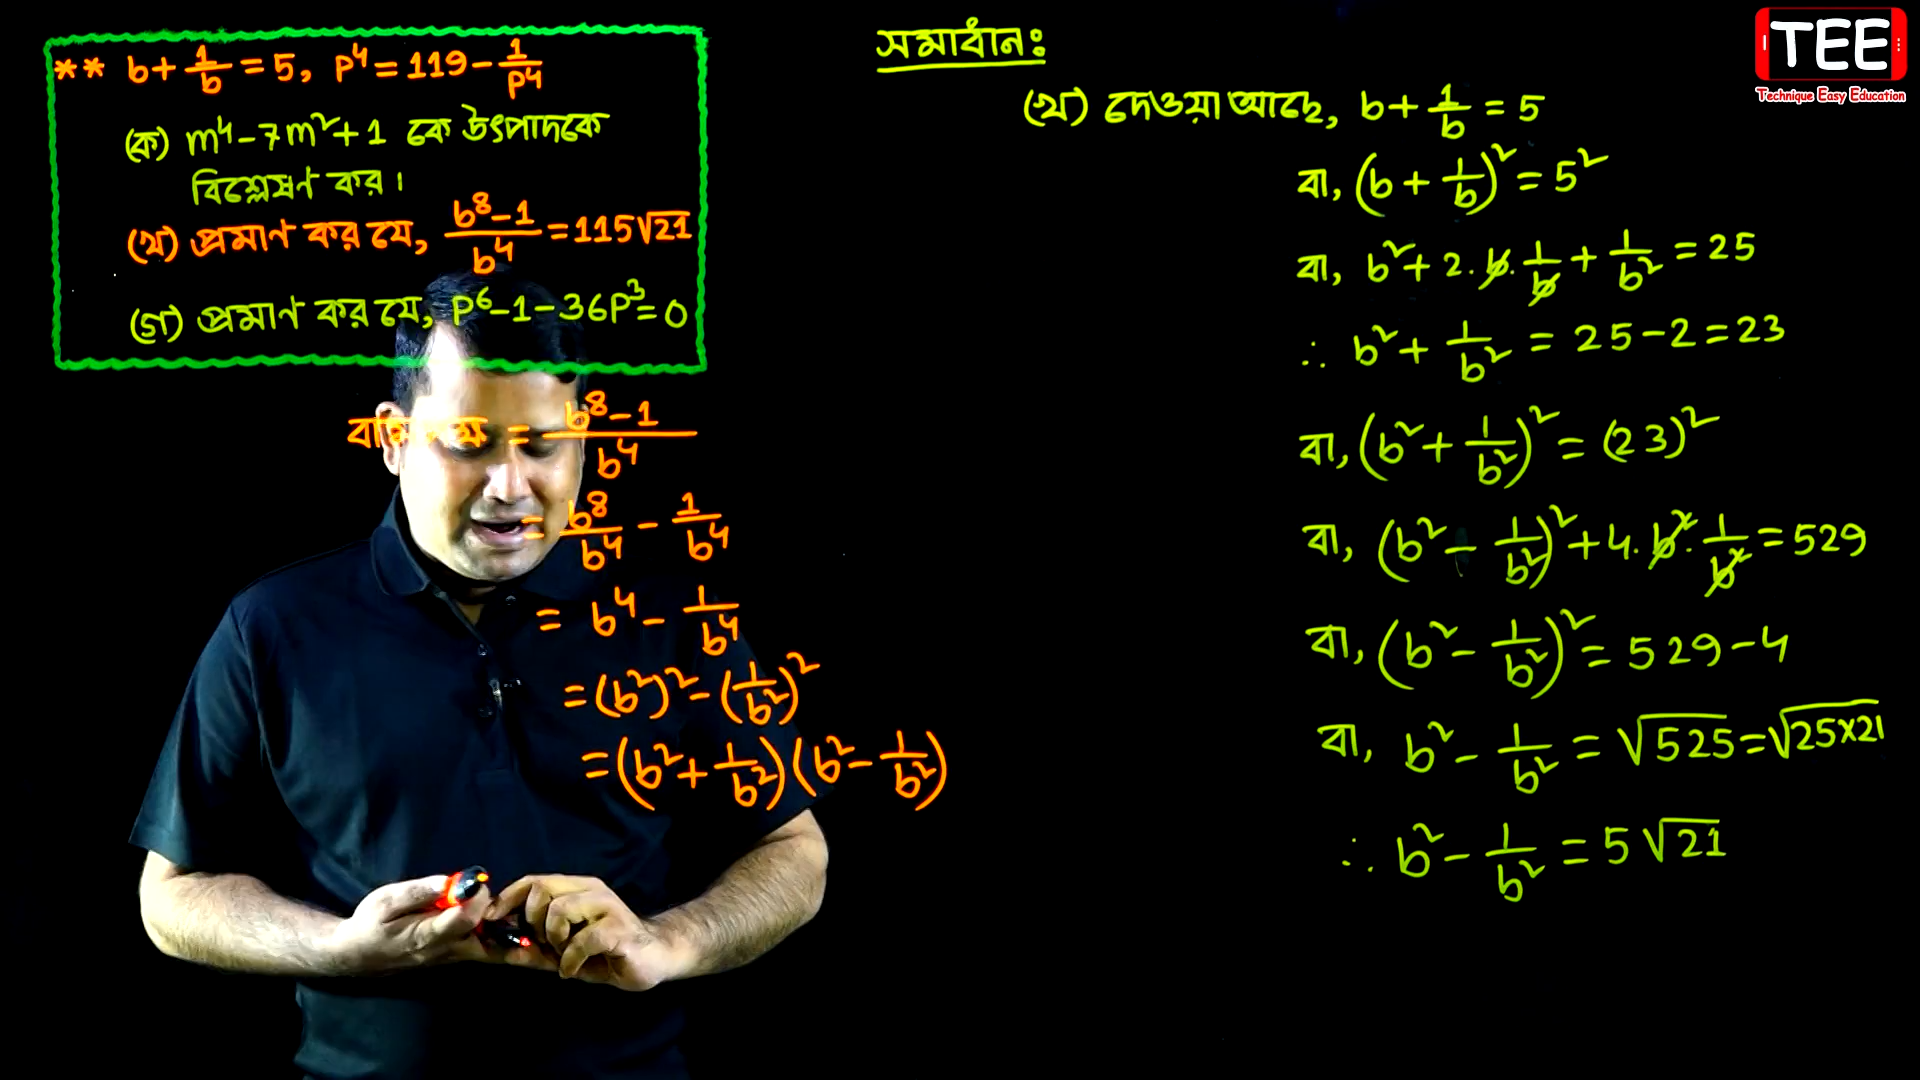 ** b + 1/b = 5, P⁴ = 119 - 1/P⁴
(ক) m⁴ - 7m² + 1 কে উৎপাদকে
বিশ্লেষণ কর।
(খ) প্রমাণ কর যে, (b⁸ - 1)/b⁴ = 115√21
(গ) প্রমাণ কর যে, P⁶ - 1 - 36P³ = 0
= (b⁸ - 1)/b⁴
= b⁸/b⁴ - 1/b⁴
= b⁴ - 1/b⁴
= (b²)² - (1/b²)²
= (b² + 1/b²)(b² - 1/b²)
সমাধান:
(খ) দেওয়া আছে, b + 1/b = 5
বা, (b + 1/b)² = 5²
বা, b² + 2.b.1/b + 1/b² = 25
∴ b² + 1/b² = 25 - 2 = 23
বা, (b² + 1/b²)² = (23)²
বা, (b² - 1/b²)² + 4.b².1/b² = 529
বা, (b² - 1/b²)² = 529 - 4
বা, b² - 1/b² = √525 = √25×21
∴ b² - 1/b² = 5√21
TEE
Technique Easy Education